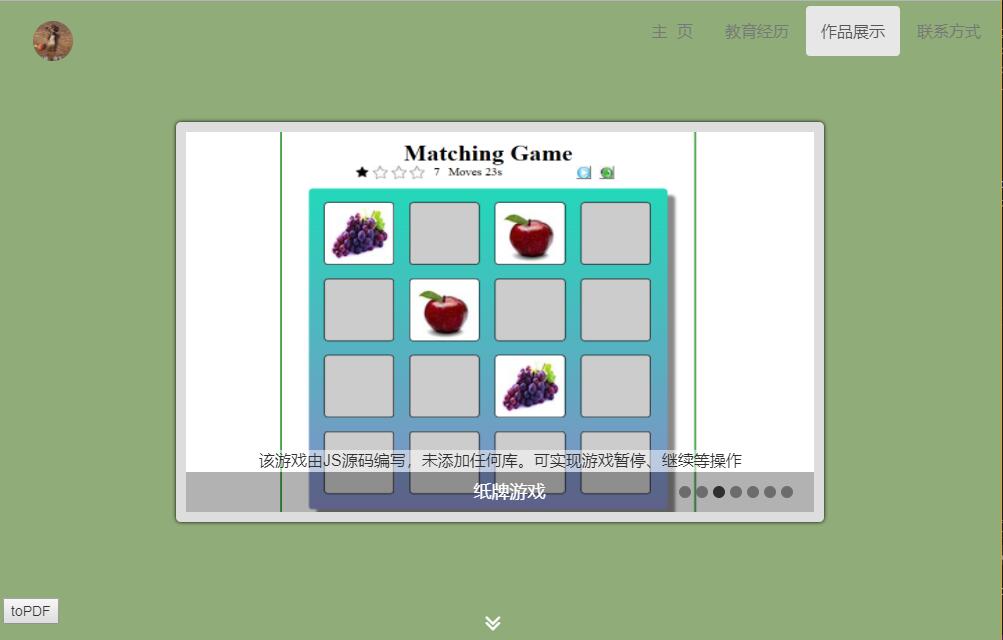 主 页 教育经历 作品展示 联系方式
Matching Game
7 Moves 23s
该游戏由JS源码编写，未添加任何库。可实现游戏暂停、继续等操作
纸牌游戏
toPDF